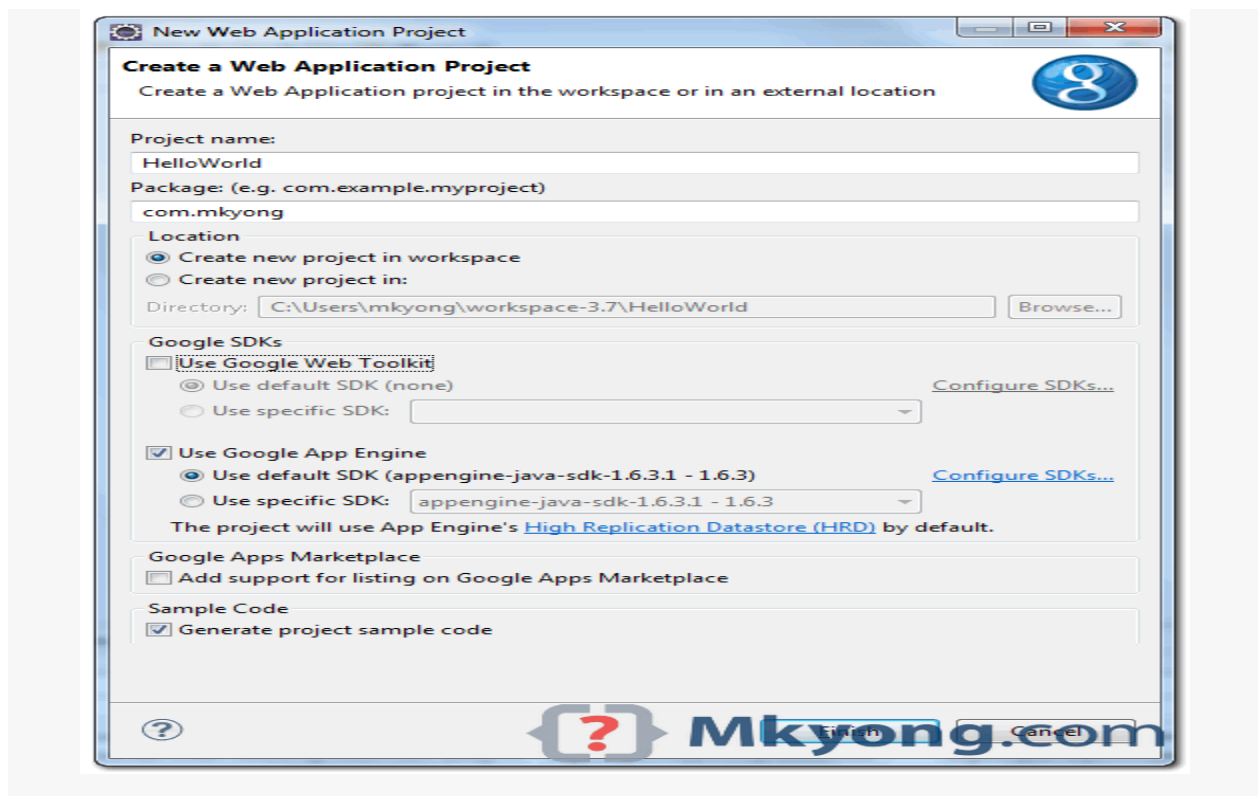 New Web Application Project
Create a Web Application Project
Create a Web Application project in the workspace or in an external location
g
Project name:
HelloWorld
Package: (e.g. com.example.myproject)
com.mkyong
Location
Create new project in workspace
Create new project in:
Directory: C:\Users\mkyong\workspace-3.7\HelloWorld Browse...
Google SDKs
Use Google Web Toolkit
Use default SDK (none) Configure SDKs...
Use specific SDK:
Use Google App Engine
Use default SDK (appengine-java-sdk-1.6.3.1 - 1.6.3) Configure SDKs...
Use specific SDK: appengine-java-sdk-1.6.3.1 - 1.6.3
The project will use App Engine's High Replication Datastore (HRD) by default.
Google Apps Marketplace
Add support for listing on Google Apps Marketplace
Sample Code
Generate project sample code
? {?} Mkyong.com
Finish Cancel